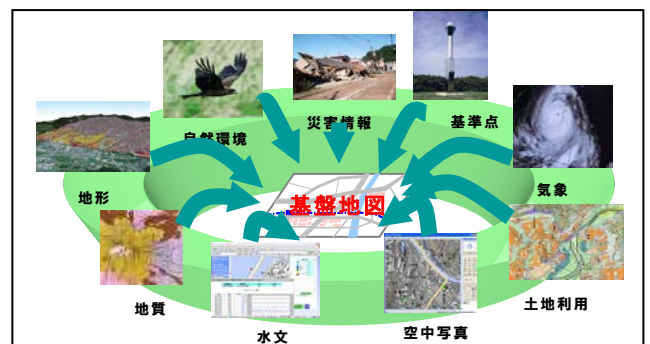 自然環境
災害情報
基準点
地形
基盤地図
気象
地質
土地利用
水文
空中写真